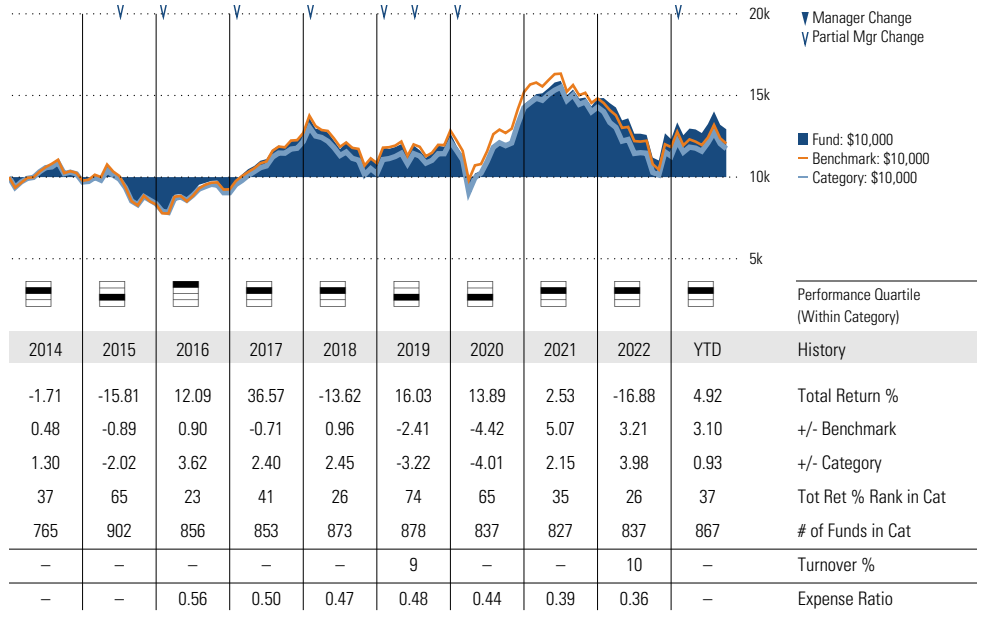 20k
15k
10k
5k
Manager Change
Partial Mgr Change
Fund: $10,000
Benchmark: $10,000
Category: $10,000
Performance Quartile
(Within Category)
2014 2015 2016 2017 2018 2019 2020 2021 2022 YTD History
-1.71 -15.81 12.09 36.57 -13.62 16.03 13.89 2.53 -16.88 4.92 Total Return %
0.48 -0.89 0.90 -0.71 0.96 -2.41 -4.42 5.07 3.21 3.10 +/- Benchmark
1.30 -2.02 3.62 2.40 2.45 -3.22 -4.01 2.15 3.98 0.93 +/- Category
37 65 23 41 26 74 65 35 26 37 Tot Ret % Rank in Cat
765 902 856 853 873 878 837 827 837 867 # of Funds in Cat
– – – – – 9 – – 10 – Turnover %
– – 0.56 0.50 0.47 0.48 0.44 0.39 0.36 – Expense Ratio